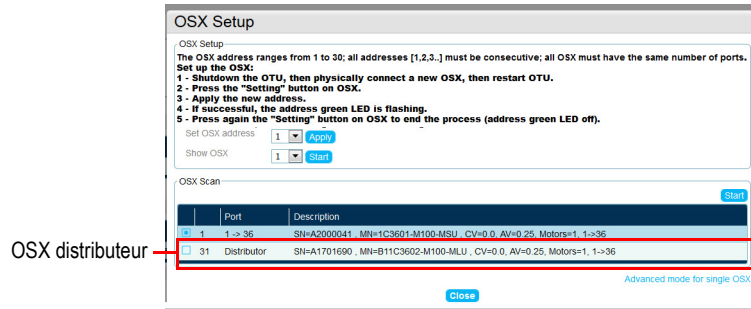 OSX Setup
OSX Setup
The OSX address ranges from 1 to 30; all addresses [1,2,3..] must be consecutive; all OSX must have the same number of ports.
Set up the OSX:
1 - Shutdown the OTU, then physically connect a new OSX, then restart OTU.
2 - Press the "Setting" button on OSX.
3 - Apply the new address.
4 - If successful, the address green LED is flashing.
5 - Press again the "Setting" button on OSX to end the process (address green LED off).
Set OSX address 1 Apply
Show OSX 1 Start
OSX Scan
Start
Port Description
1 1 -> 36 SN=A2000041 , MN=1C3601-M100-MSU , CV=0.0, AV=0.25, Motors=1, 1->36
OSX distributeur
31 Distributor SN=A1701690 , MN=B11C3602-M100-MLU , CV=0.0, AV=0.25, Motors=1, 1->36
Advanced mode for single OSX
Close